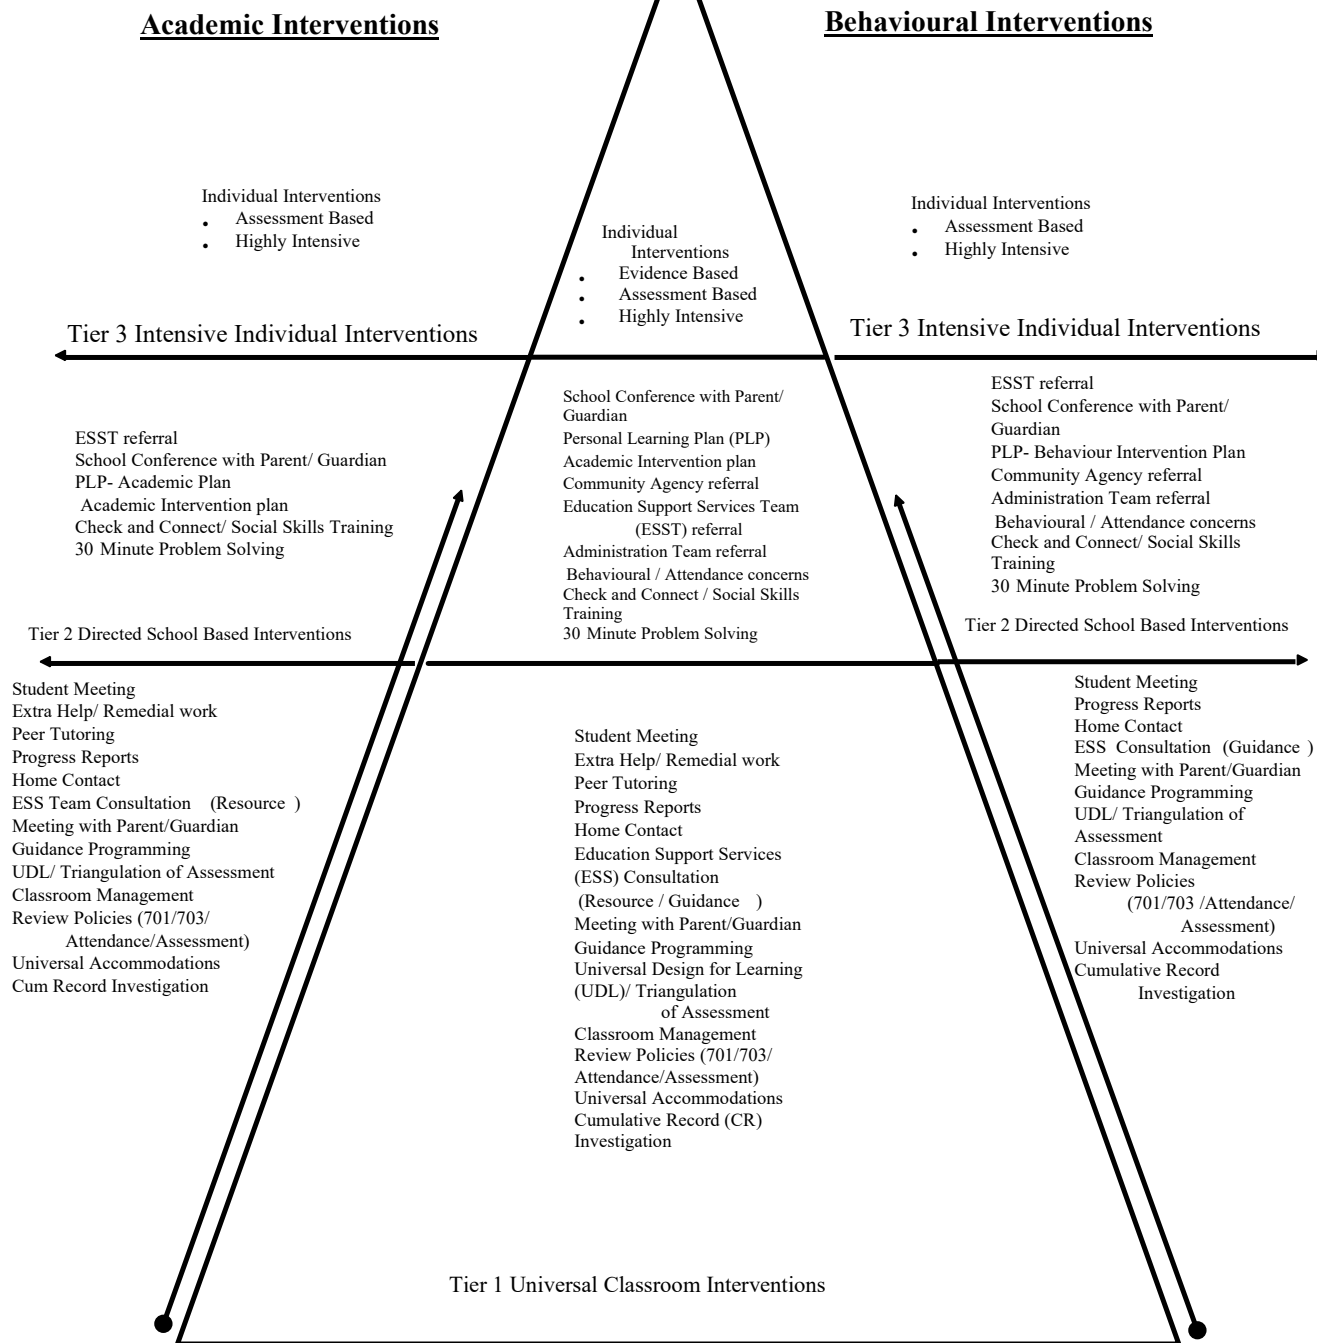 Academic Interventions
Behavioural Interventions
Individual Interventions
• Assessment Based
• Highly Intensive
Individual
Interventions
• Evidence Based
• Assessment Based
• Highly Intensive
Individual Interventions
• Assessment Based
• Highly Intensive
Tier 3 Intensive Individual Interventions
Tier 3 Intensive Individual Interventions
ESST referral
School Conference with Parent/ Guardian
PLP- Academic Plan
Academic Intervention plan
Check and Connect/ Social Skills Training
30 Minute Problem Solving
School Conference with Parent/
Guardian
Personal Learning Plan (PLP)
Academic Intervention plan
Community Agency referral
Education Support Services Team
(ESST) referral
Administration Team referral
Behavioural / Attendance concerns
Check and Connect / Social Skills
Training
30 Minute Problem Solving
ESST referral
School Conference with Parent/
Guardian
PLP- Behaviour Intervention Plan
Community Agency referral
Administration Team referral
Behavioural / Attendance concerns
Check and Connect/ Social Skills
Training
30 Minute Problem Solving
Tier 2 Directed School Based Interventions
Tier 2 Directed School Based Interventions
Student Meeting
Extra Help/ Remedial work
Peer Tutoring
Progress Reports
Home Contact
ESS Team Consultation (Resource )
Meeting with Parent/Guardian
Guidance Programming
UDL/ Triangulation of Assessment
Classroom Management
Review Policies (701/703/
Attendance/Assessment)
Universal Accommodations
Cum Record Investigation
Student Meeting
Extra Help/ Remedial work
Peer Tutoring
Progress Reports
Home Contact
Education Support Services
(ESS) Consultation
(Resource / Guidance )
Meeting with Parent/Guardian
Guidance Programming
Universal Design for Learning
(UDL)/ Triangulation
of Assessment
Classroom Management
Review Policies (701/703/
Attendance/Assessment)
Universal Accommodations
Cumulative Record (CR)
Investigation
Student Meeting
Progress Reports
Home Contact
ESS Consultation (Guidance )
Meeting with Parent/Guardian
Guidance Programming
UDL/ Triangulation of
Assessment
Classroom Management
Review Policies
(701/703 /Attendance/
Assessment)
Universal Accommodations
Cumulative Record
Investigation
Tier 1 Universal Classroom Interventions